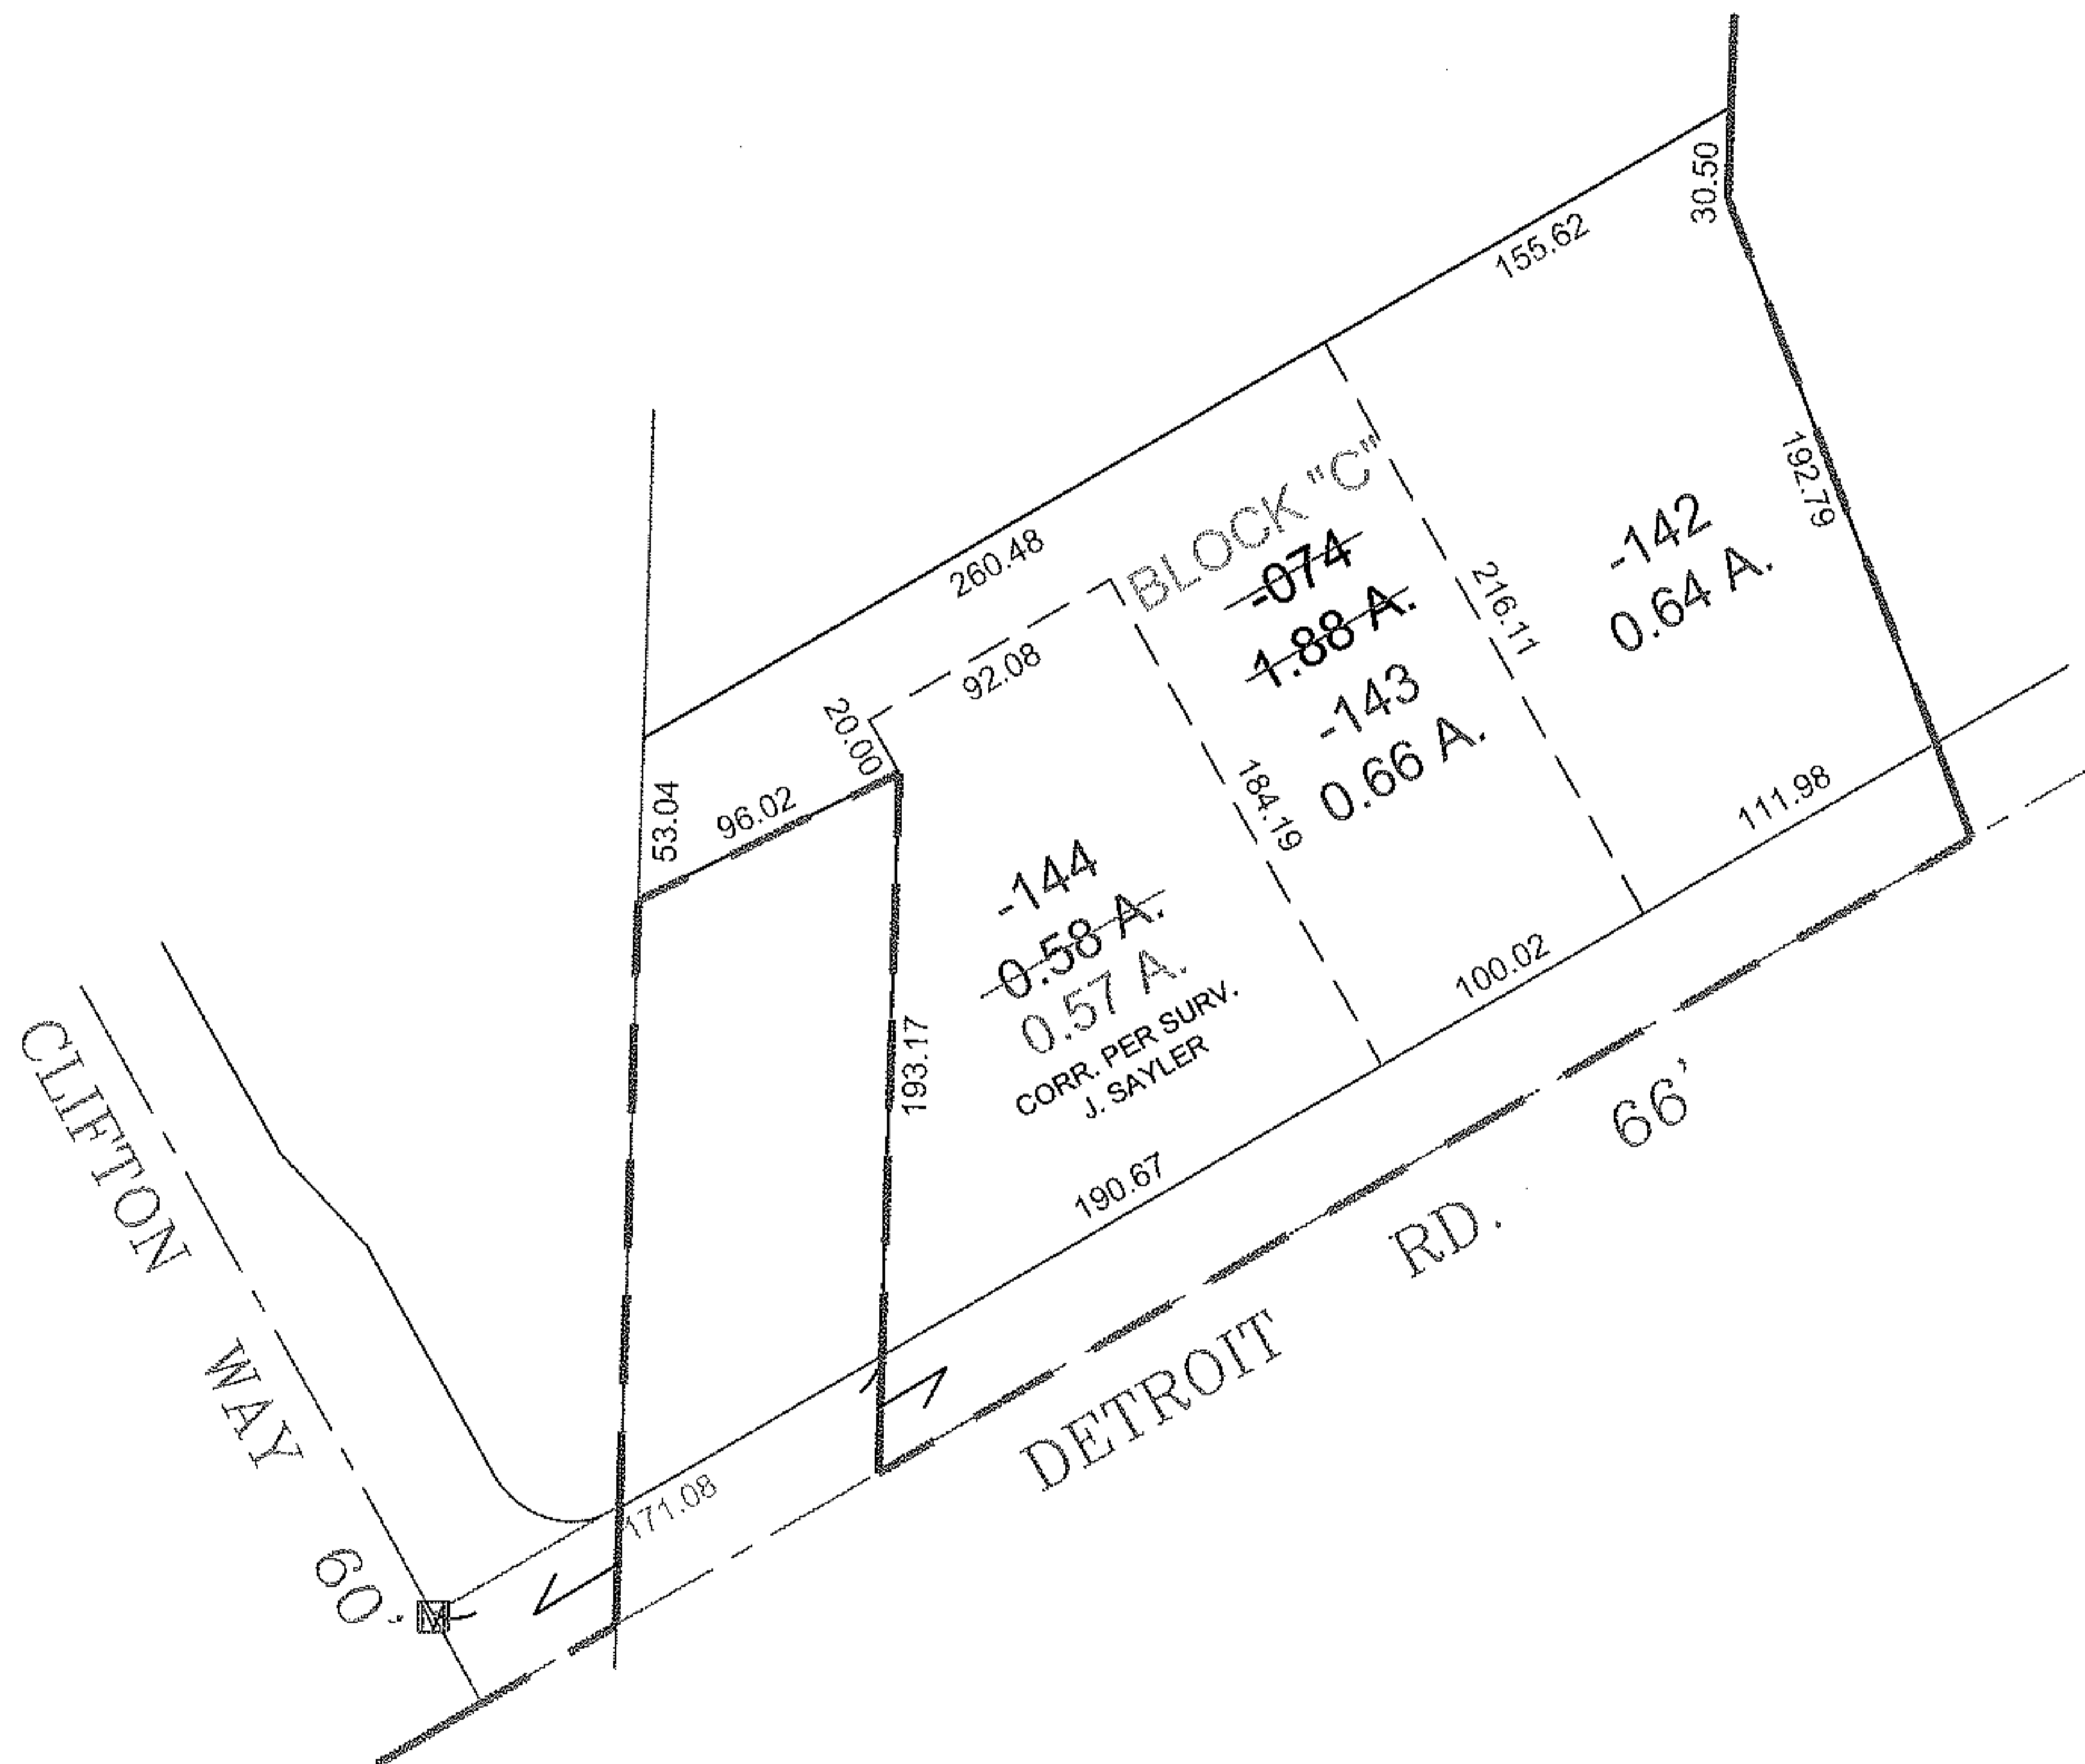 30.50
155.62
192.79
260.48
BLOCK "C"
-074
1.88 A.
-143
0.66 A.
216.11
-142
0.64 A.
92.08
20.00
53.04
96.02
184.19
111.98
-144
0.58 A.
0.57 A.
CORR. PER SURV.
J. SAYLER
100.02
193.17
190.67
66'
CLIFTON WAY 60'
171.08
M
DETROIT RD.